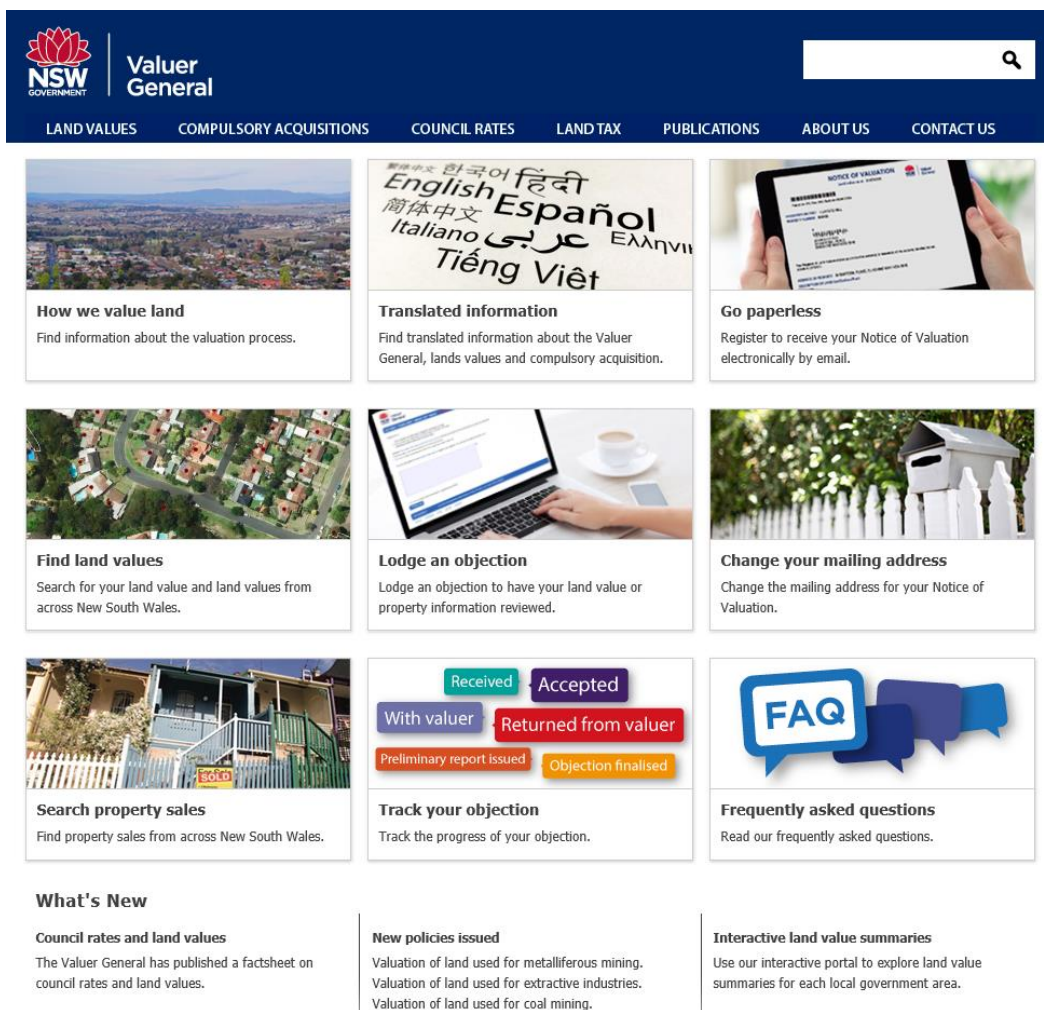 NSW
GOVERNMENT
Valuer
General
LAND VALUES COMPULSORY ACQUISITIONS COUNCIL RATES LAND TAX PUBLICATIONS ABOUT US CONTACT US
繁体中文 한국어 हिंदी
English
简体中文 Español
Italiano عربي Ελληνι
Tiếng Việt
NOTICE OF VALUATION
How we value land
Find information about the valuation process.
Translated information
Find translated information about the Valuer
General, lands values and compulsory acquisition.
Go paperless
Register to receive your Notice of Valuation
electronically by email.
Find land values
Search for your land value and land values from
across New South Wales.
Lodge an objection
Lodge an objection to have your land value or
property information reviewed.
Change your mailing address
Change the mailing address for your Notice of
Valuation.
SOLD
Received Accepted
With valuer Returned from valuer
Preliminary report issued Objection finalised
FAQ
Search property sales
Find property sales from across New South Wales.
Track your objection
Track the progress of your objection.
Frequently asked questions
Read our frequently asked questions.
What's New
Council rates and land values
The Valuer General has published a factsheet on
council rates and land values.
New policies issued
Valuation of land used for metalliferous mining.
Valuation of land used for extractive industries.
Valuation of land used for coal mining.
Interactive land value summaries
Use our interactive portal to explore land value
summaries for each local government area.